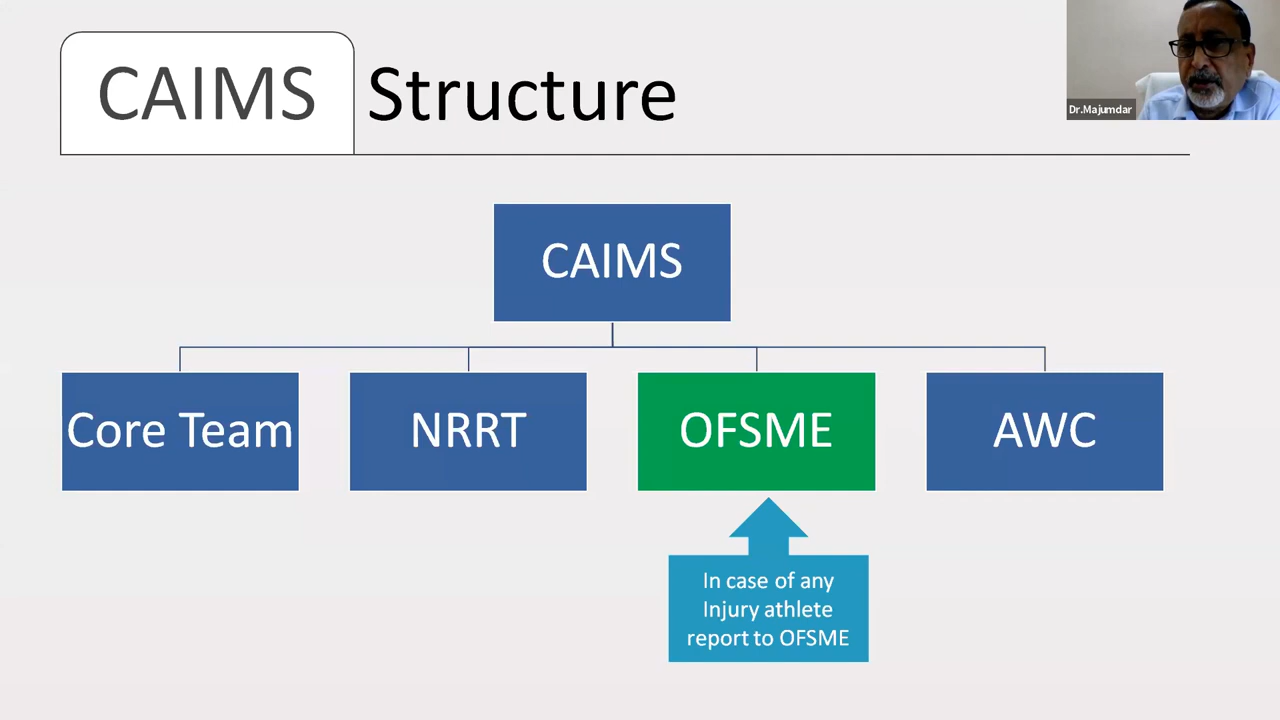 CAIMS Structure
Dr.Majumdar
CAIMS
Core Team
NRRT
OFSME
AWC
In case of any
Injury athlete
report to OFSME